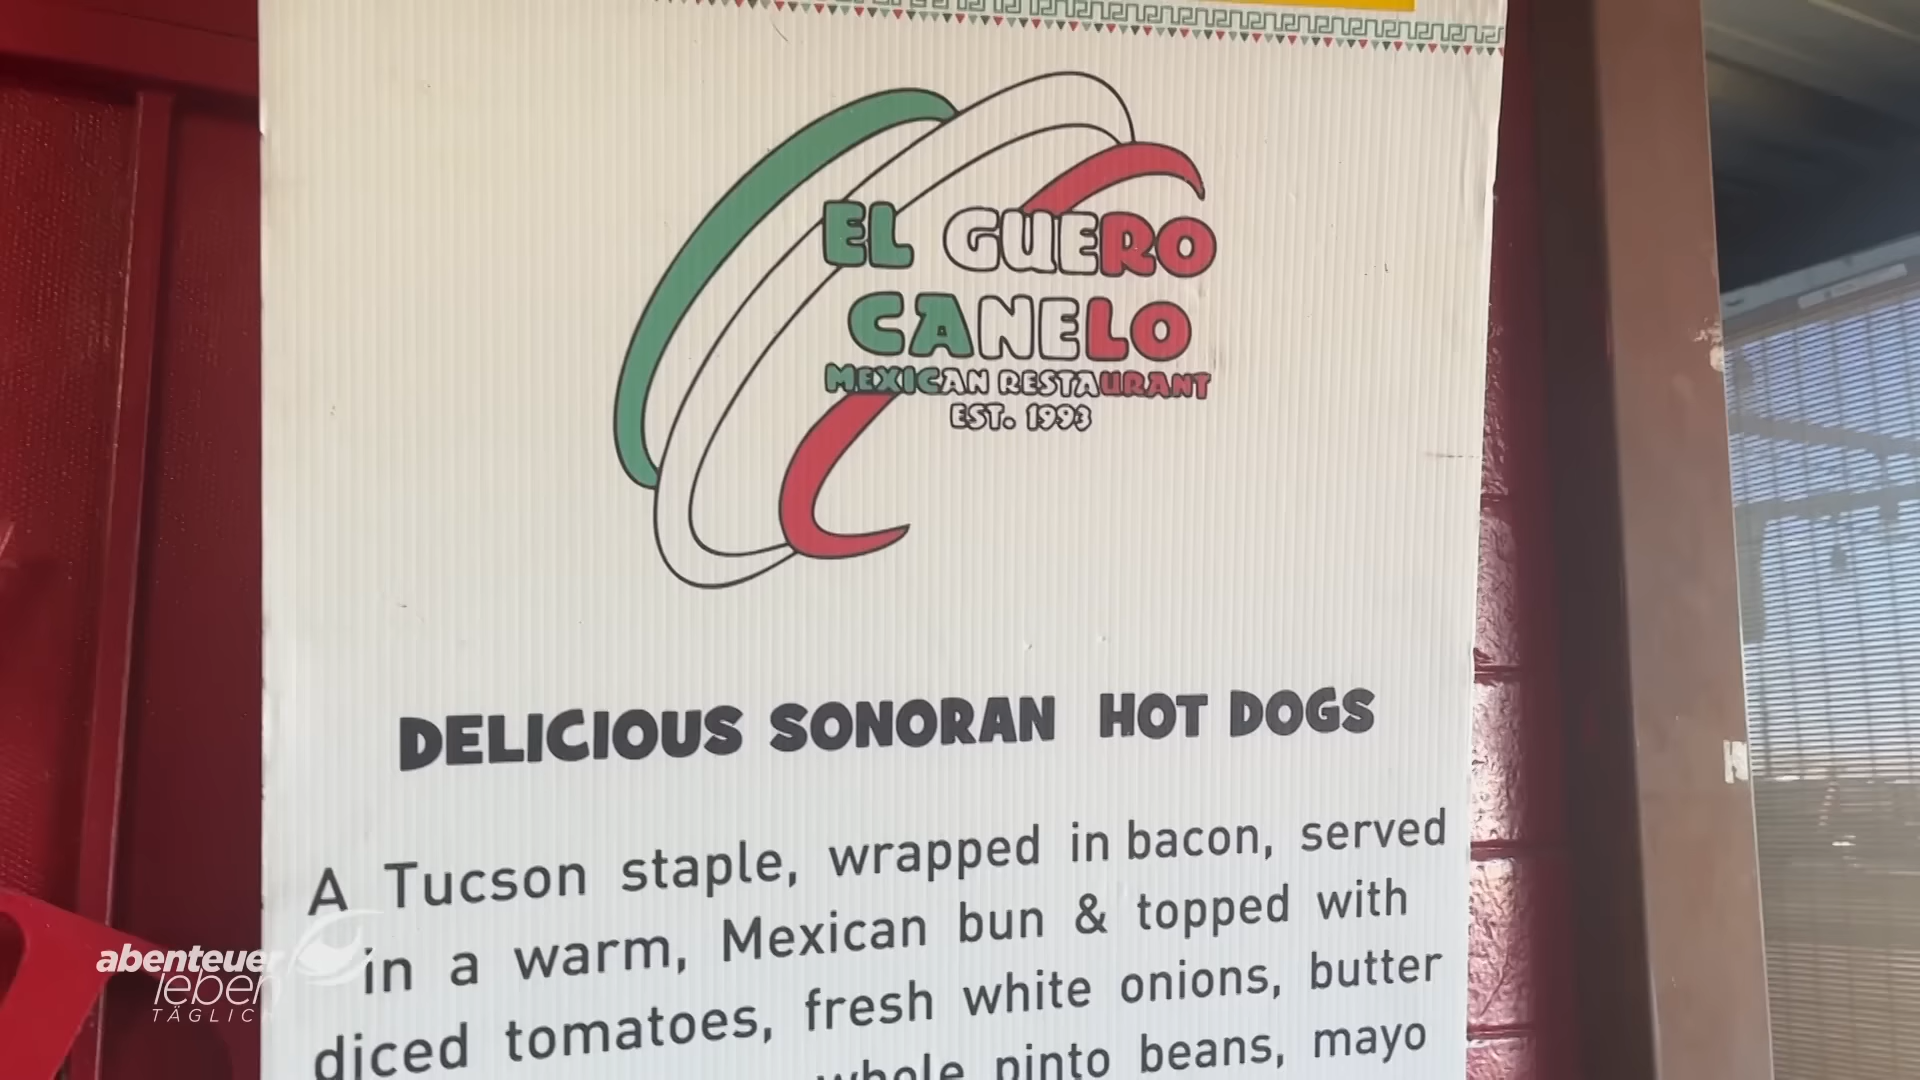 EL GUERO
CANELO
MEXICAN RESTAURANT
EST. 1993
DELICIOUS SONORAN HOT DOGS
A Tucson staple, wrapped in bacon, served
in a warm, Mexican bun & topped with
diced tomatoes, fresh white onions, butter
whole pinto beans, mayo
abenteuer
leben
TÄGLICH